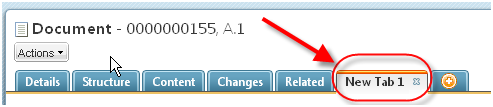 Document - 0000000155, A.1
Actions
Details Structure Content Changes Related New Tab 1